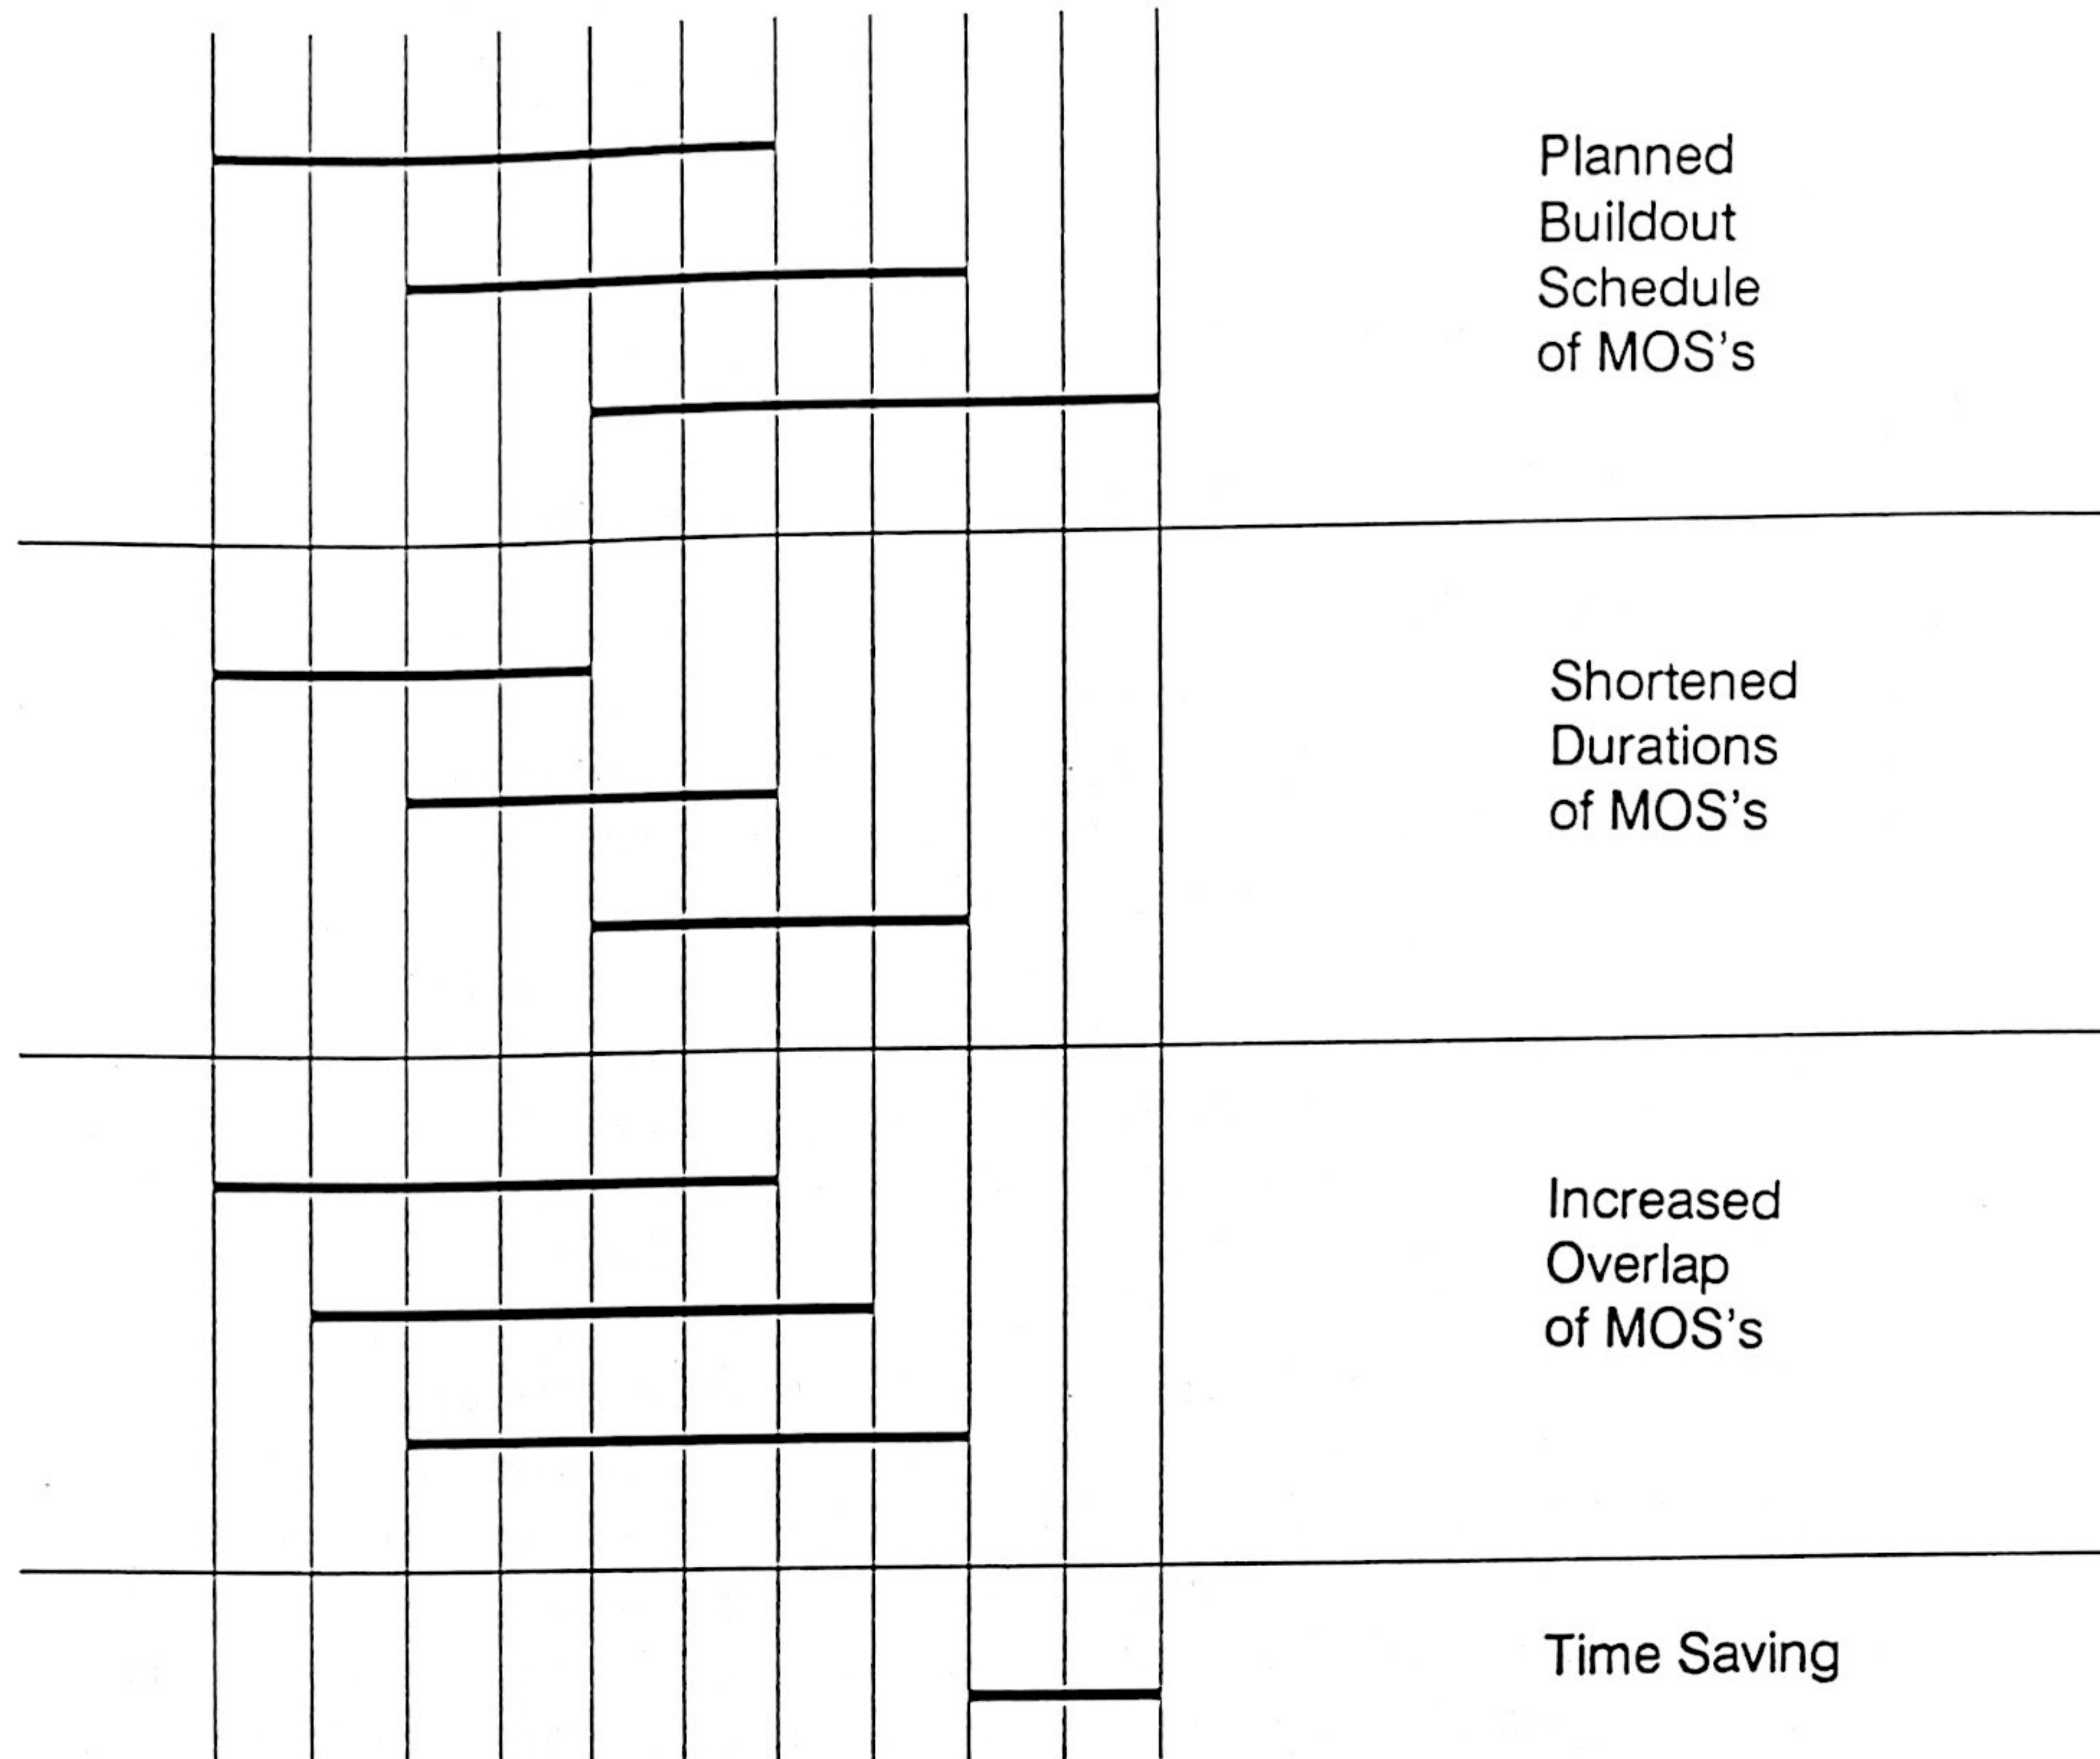 Planned
Buildout
Schedule
of MOS's
Shortened
Durations
of MOS's
Increased
Overlap
of MOS's
Time Saving